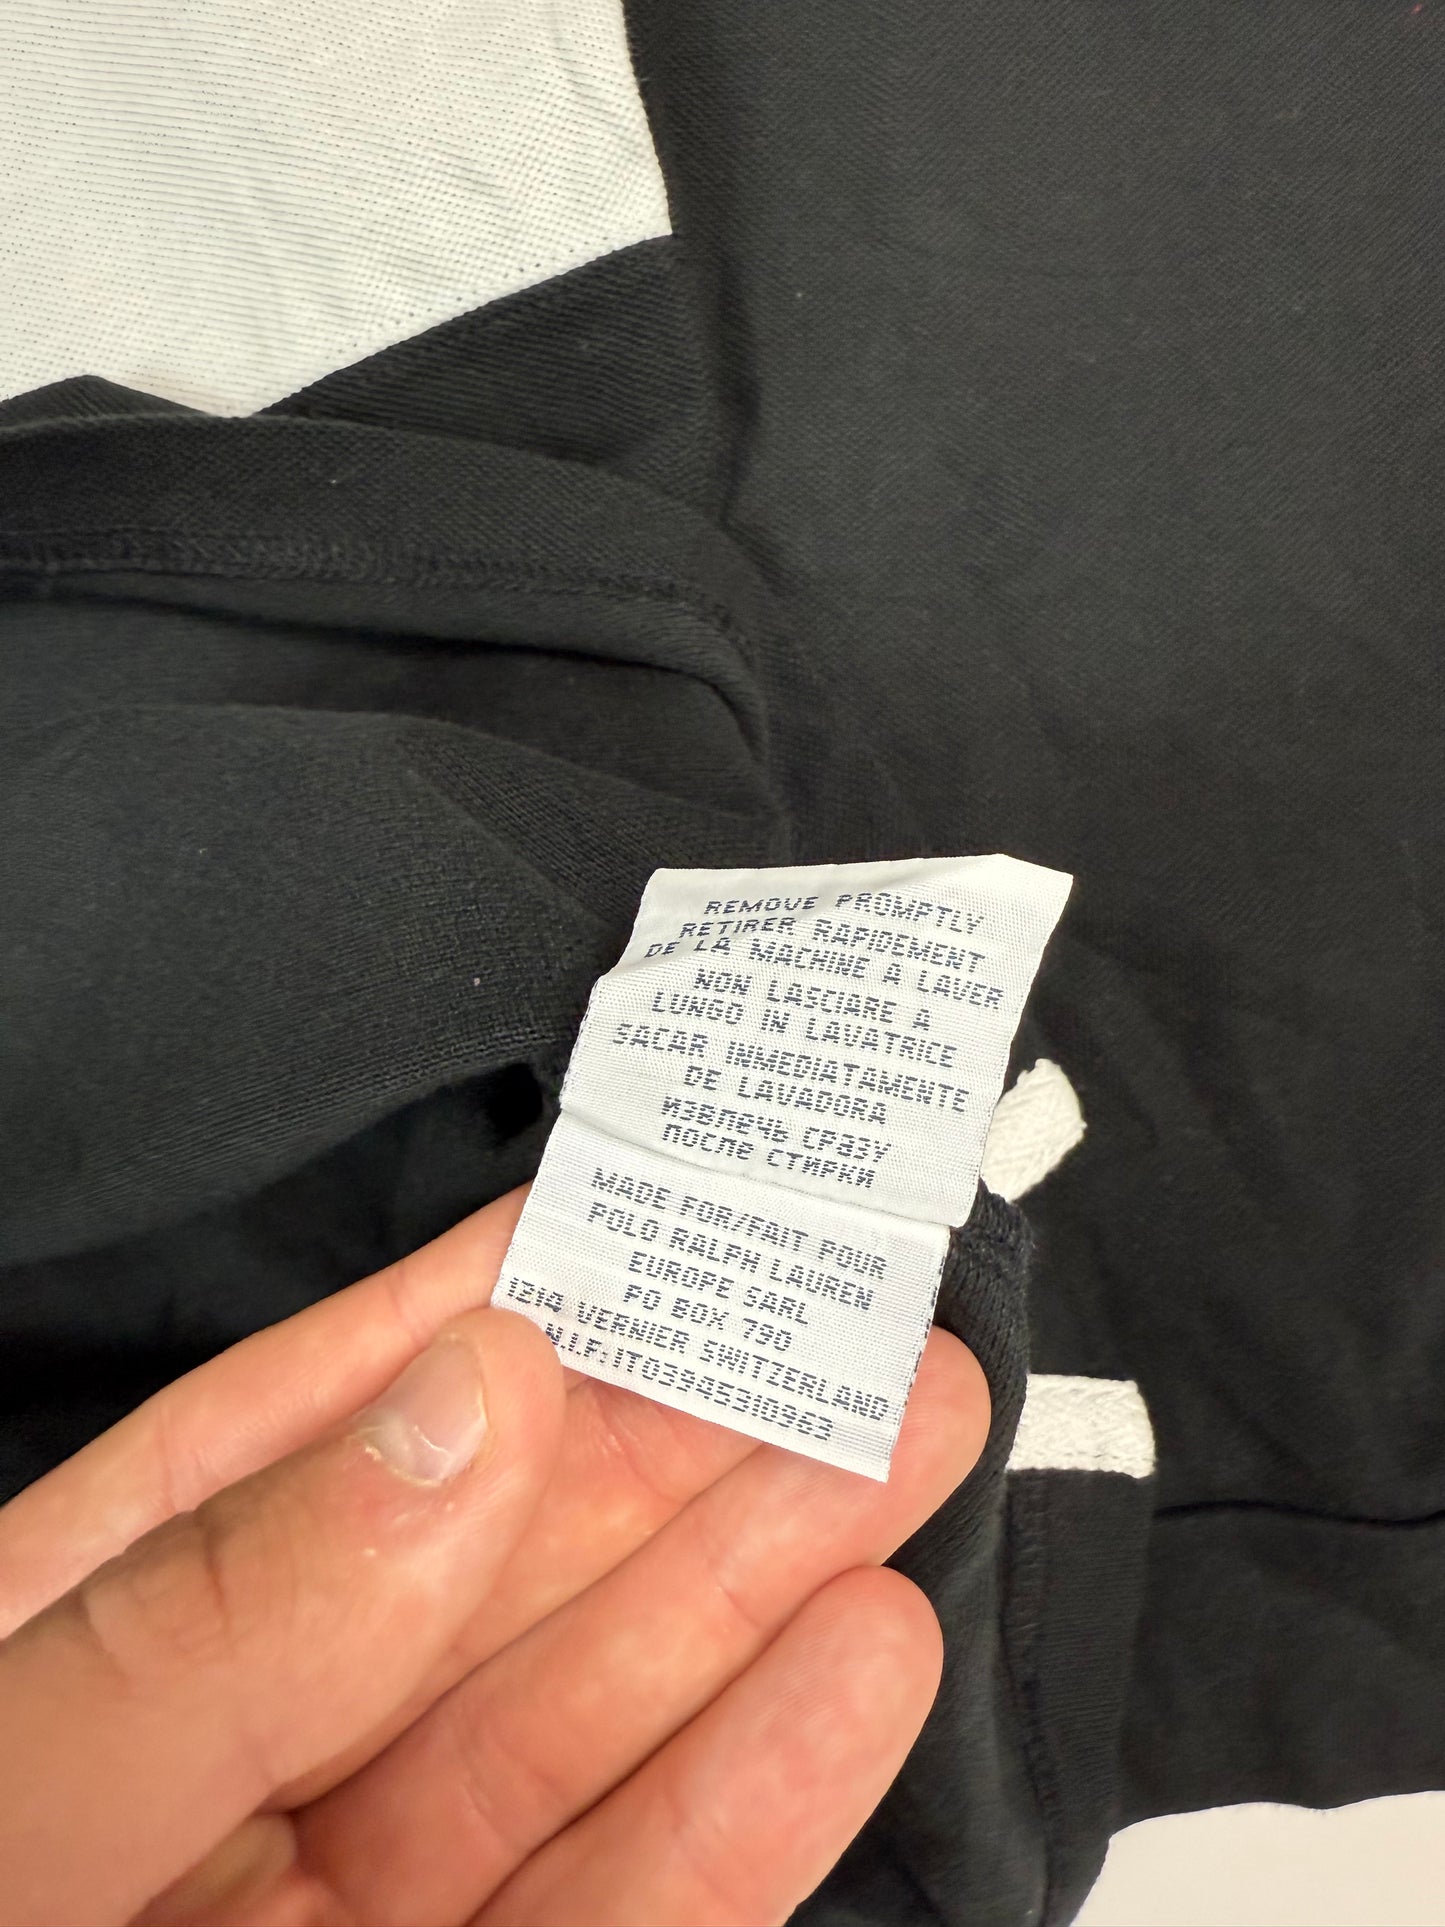 REMOVE PROMPTLY
RETIRER RAPIDEMENT
DE LA MACHINE A LAVER
NON LASCIARE A
LUNGO IN LAVATRICE
SACAR INMEDIATAMENTE
DE LAVADORA
ИЗВЛЕЧЬ СРАЗУ
ПОСЛЕ СТИРКИ
MADE FOR/FAIT POUR
POLO RALPH LAUREN
EUROPE SARL
PO BOX 790
1214 VERNIER SWITZERLAND
N.I.F:IT03945310963